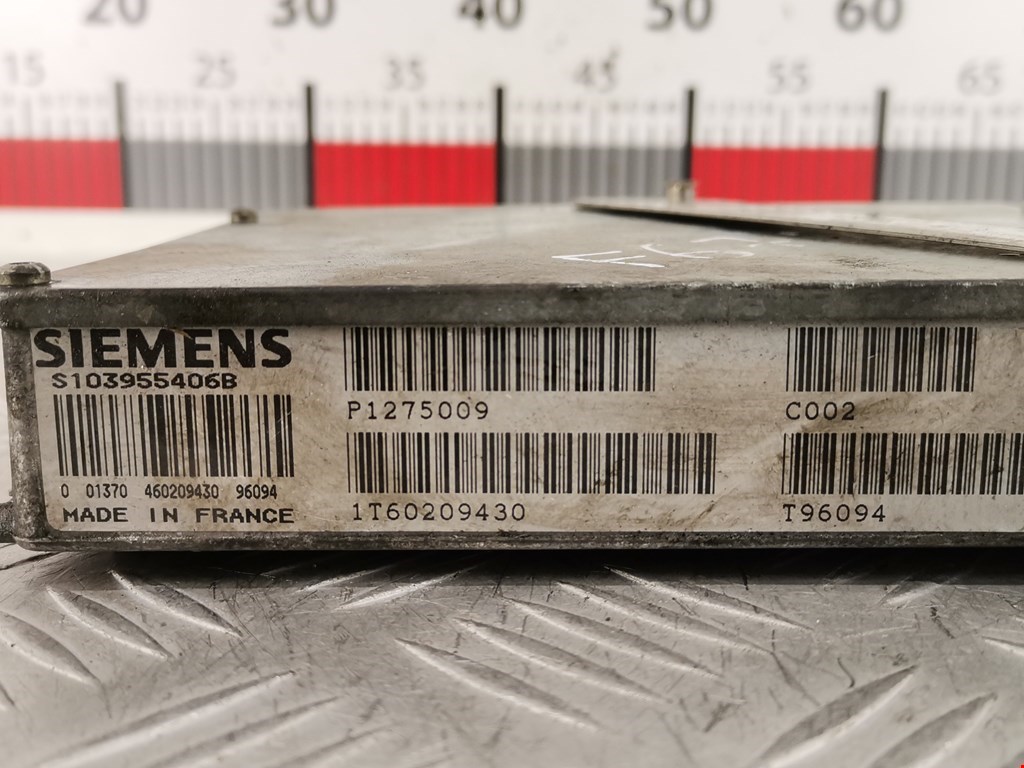 20 30 40 50 60
15 25 35 45 55 65
SIEMENS
S103955406B
0 01370 460209430 96094
MADE IN FRANCE
P1275009
1T60209430
C002
T96094